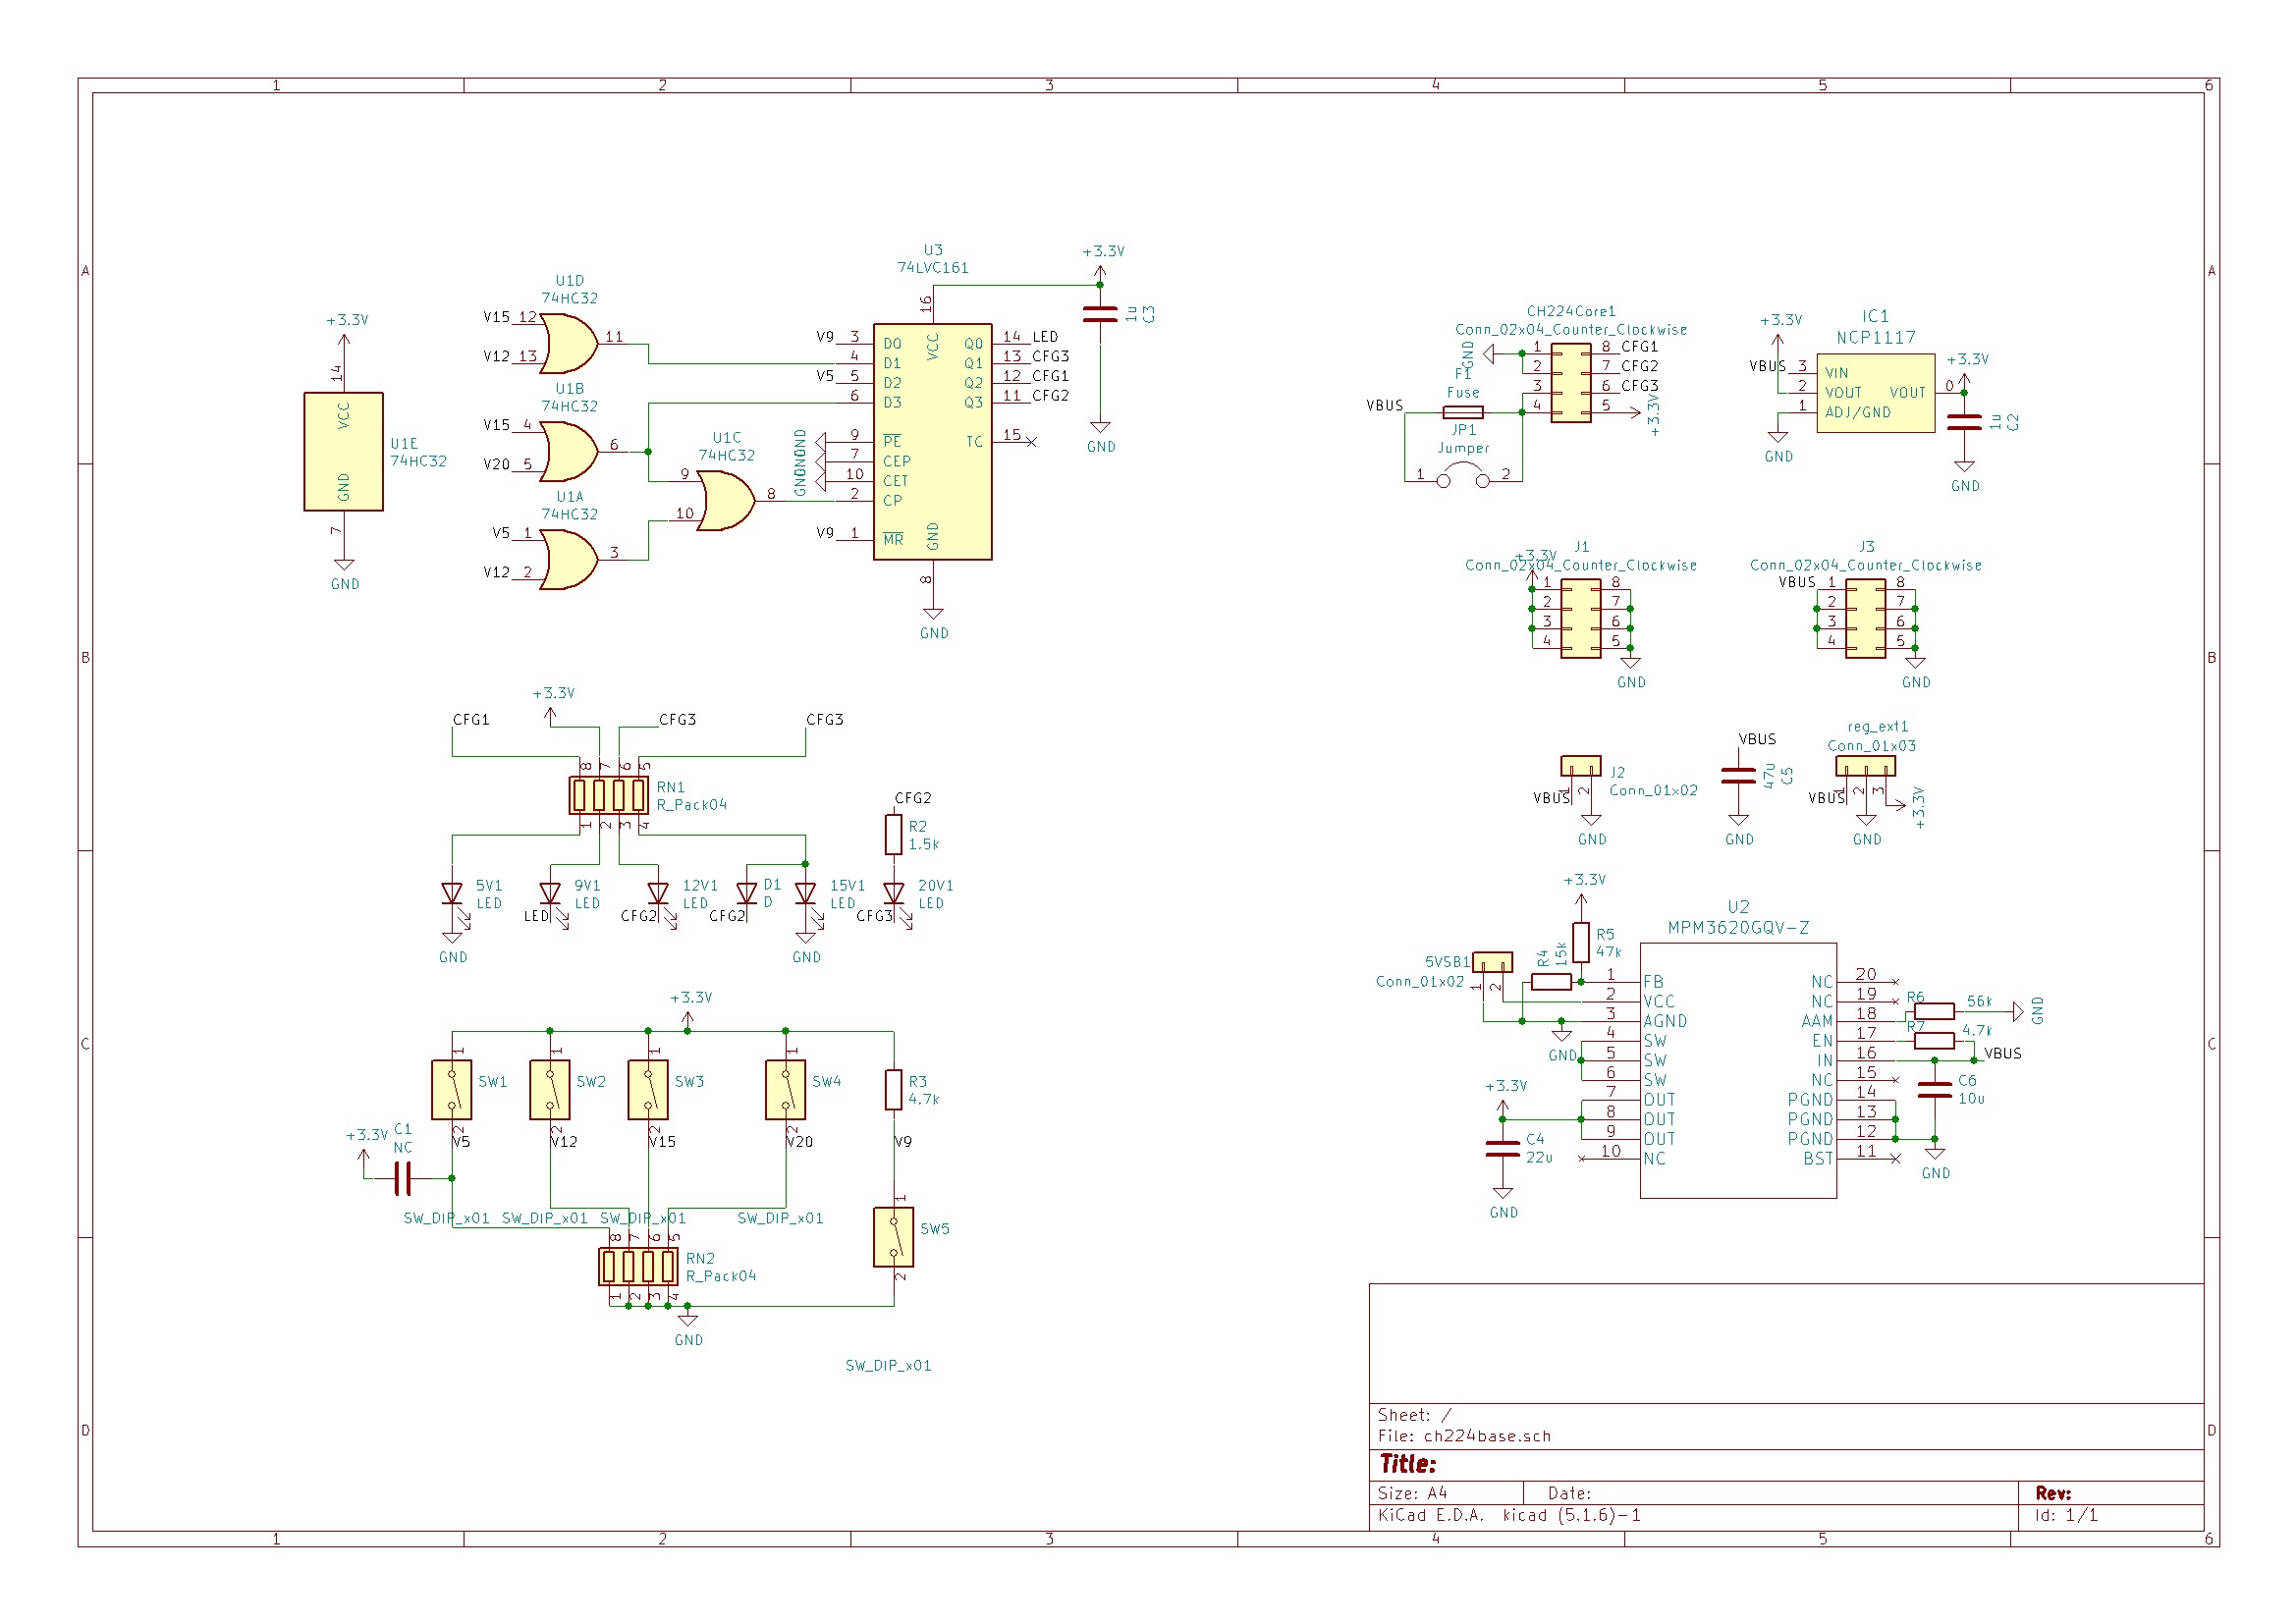 1 2 3 4 5 6
A A
B B
C C
D D
1 2 3 4 5 6
+3.3V
14
VCC
GND
7
U1E
74HC32
GND
U1D
74HC32
V15 12
V12 13
11
U1B
74HC32
V15 4
V20 5
6
U1A
74HC32
V5 1
V12 2
3
U1C
74HC32
9
10
8
U3
74LVC161
16
VCC
V9 3 D0
4 D1
V5 5 D2
6 D3
GND 9 PE
GND 7 CEP
GND 10 CET
2 CP
V9 1 MR
Q0 14 LED
Q1 13 CFG3
Q2 12 CFG1
Q3 11 CFG2
TC 15
GND
8
GND
+3.3V
1u
C3
GND
CH224Core1
Conn_02x04_Counter_Clockwise
GND
1 8 CFG1
2 7 CFG2
3 6 CFG3
4 5 +3.3V
F1
Fuse
VBUS
JP1
Jumper
1 2
IC1
NCP1117
+3.3V
VBUS 3 VIN
2 VOUT VOUT 0
1 ADJ/GND
GND
+3.3V
1u
C2
GND
J1
+3.3V
Conn_02x04_Counter_Clockwise
1 8
2 7
3 6
4 5
GND
J3
Conn_02x04_Counter_Clockwise
VBUS 1 8
2 7
3 6
4 5
GND
CFG1
+3.3V
CFG3
CFG3
8 7 6 5
RN1
R_Pack04
1 2 3 4
CFG2
R2
1.5k
5V1
LED
GND
9V1
LED
LED
12V1
LED
CFG2
D1
D
CFG2
15V1
LED
GND
20V1
LED
CFG3
J2
Conn_01x02
VBUS 1 2
GND
VBUS
47u
C5
GND
reg_ext1
Conn_01x03
VBUS 1 2 3
+3.3V
GND
+3.3V
1 SW1 2 V5
1 SW2 2 V12
1 SW3 2 V15
1 SW4 2 V20
R3
4.7k
V9
+3.3V
C1
NC
SW_DIP_x01 SW_DIP_x01 SW_DIP_x01 SW_DIP_x01
8 7 6 5
RN2
R_Pack04
1 2 3 4
GND
1
SW5
2
SW_DIP_x01
U2
MPM3620GQV-Z
+3.3V
R5
47k
R4
15k
5VSB1
Conn_01x02
1 2
GND
1 FB NC 20
2 VCC NC 19
3 AGND AAM 18
4 SW EN 17
5 SW IN 16
6 SW NC 15
7 OUT PGND 14
8 OUT PGND 13
9 OUT PGND 12
10 NC BST 11
R6 56k GND
R7 4.7k
VBUS
C6
10u
GND
+3.3V
C4
22u
GND
Sheet: /
File: ch224base.sch
Title:
Size: A4 Date: Rev:
KiCad E.D.A. kicad (5.1.6)-1 Id: 1/1